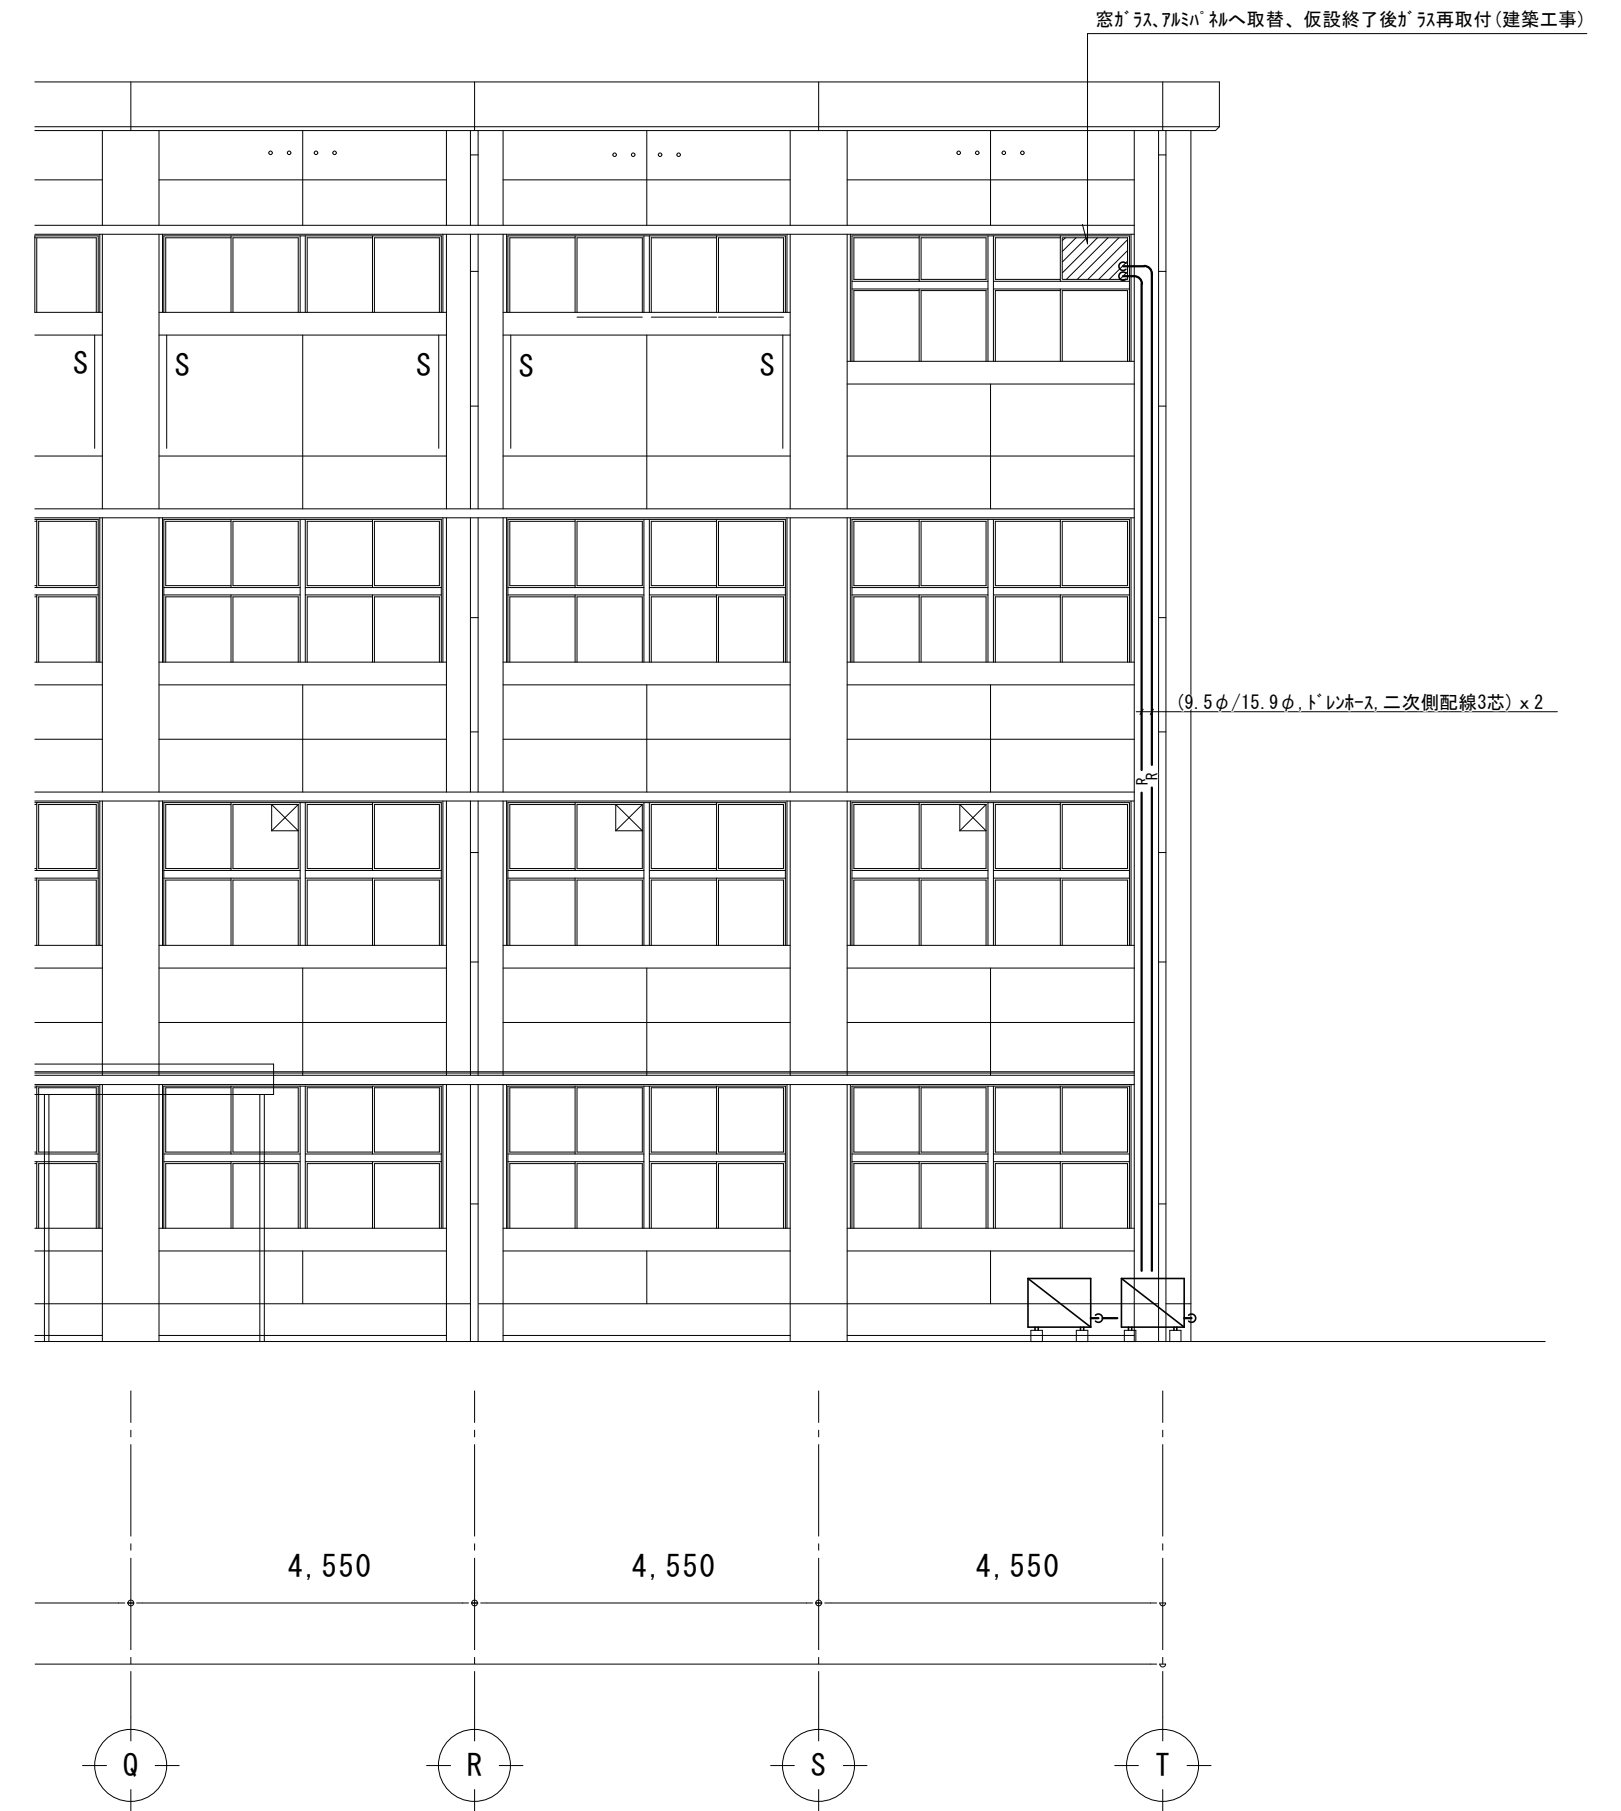 窓ｶﾞﾗｽ、ｱﾙﾐﾊﾟﾈﾙへ取替、仮設終了後ｶﾞﾗｽ再取付(建築工事)
S S S S S
(9.5φ/15.9φ,ﾄﾞﾚﾝﾎｰｽ,二次側配線3芯) x 2
R R
4,550 4,550 4,550
Q R S T